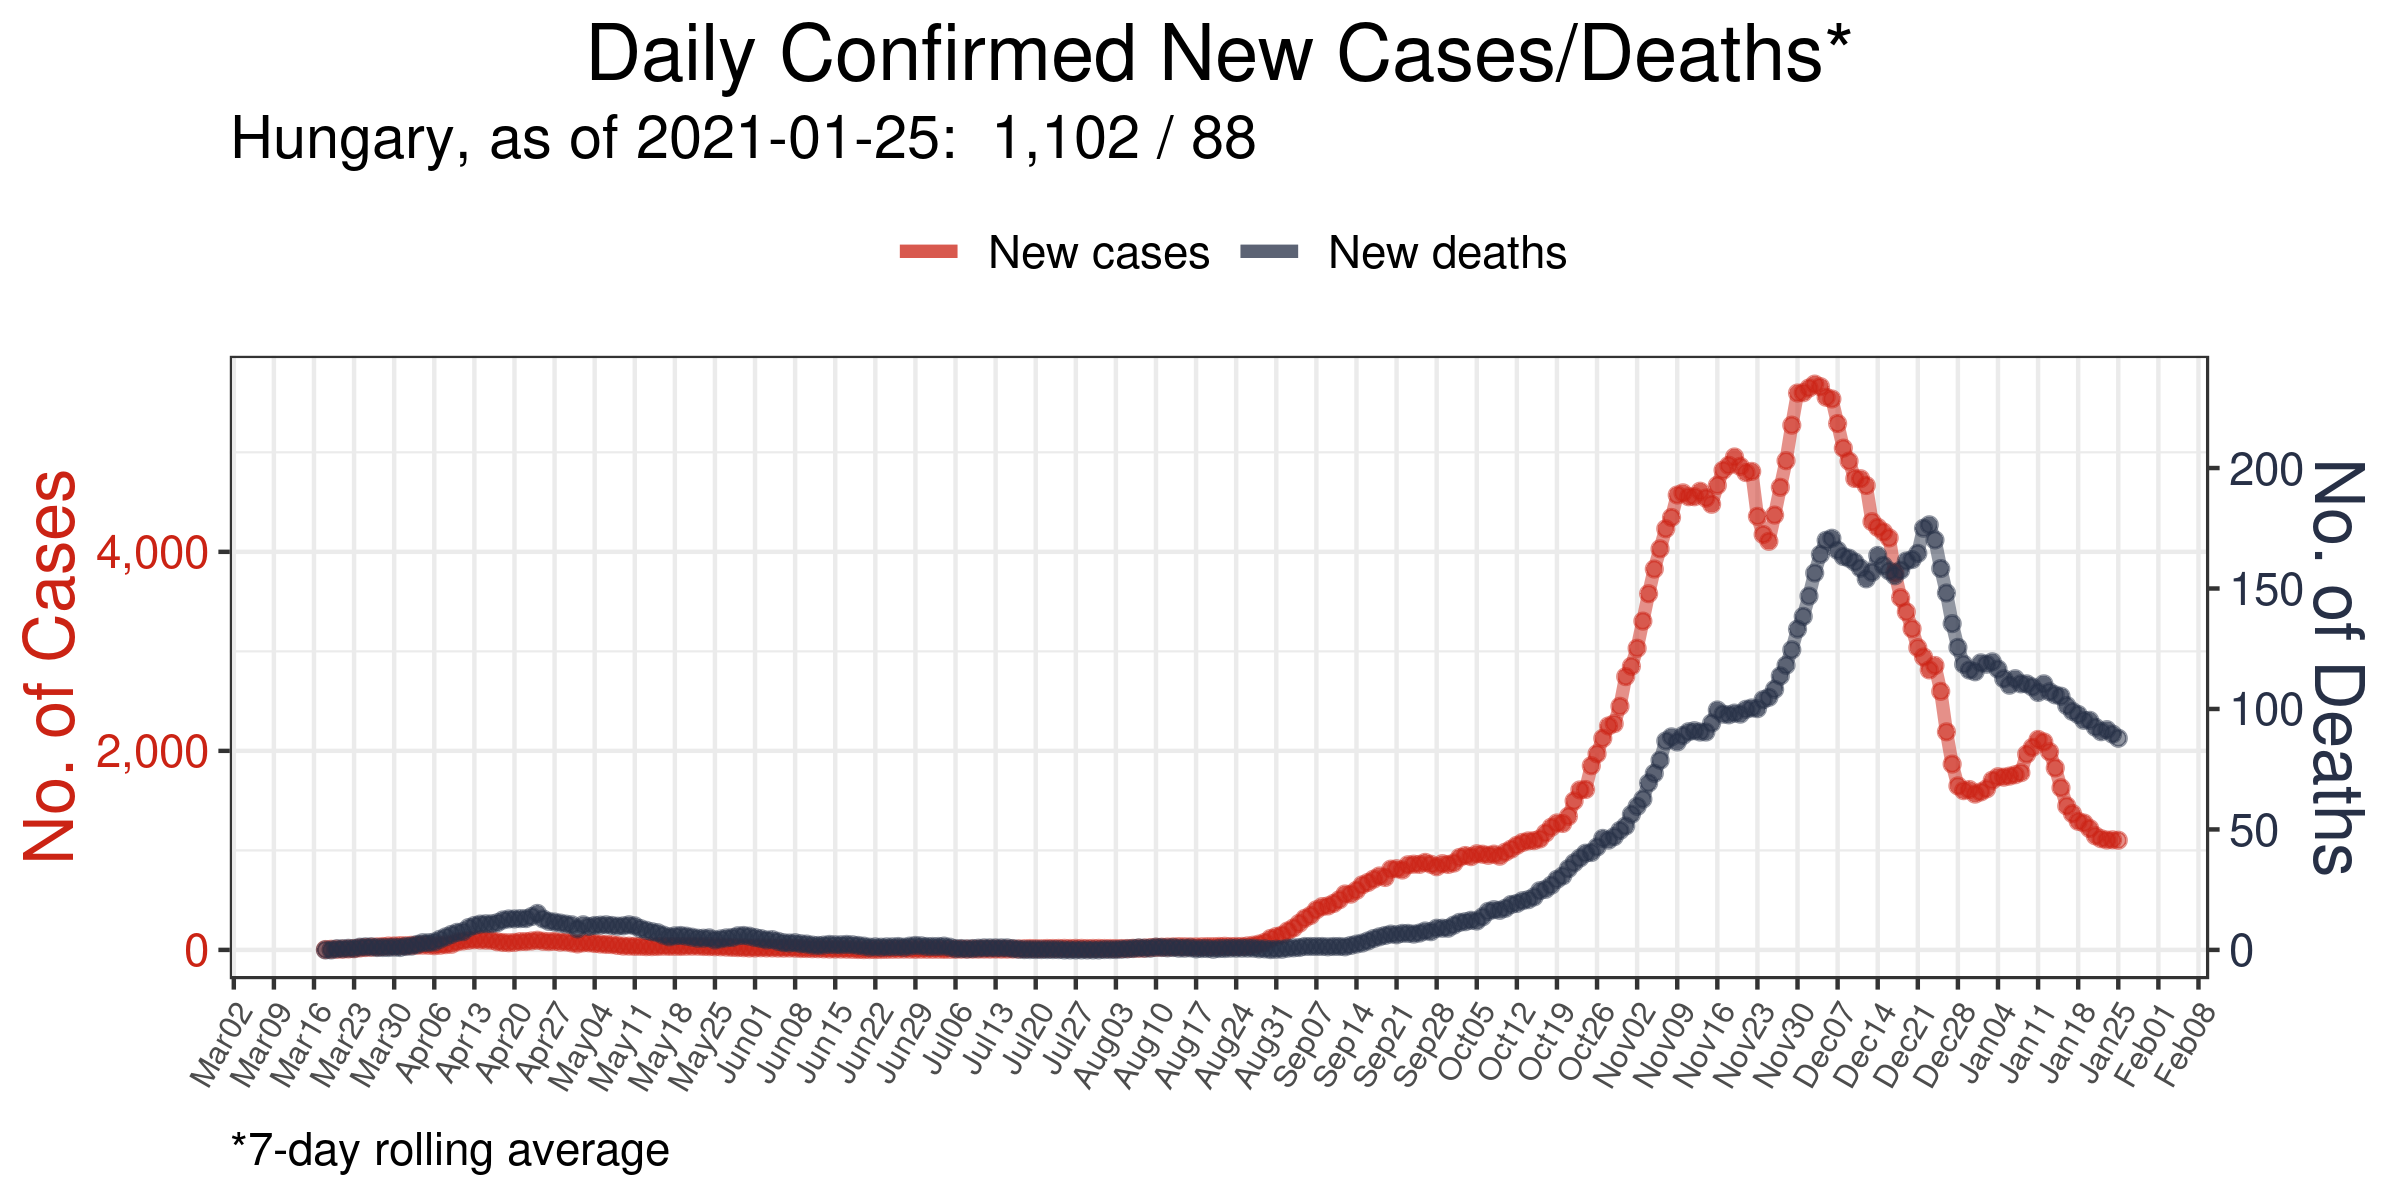 Daily Confirmed New Cases/Deaths*
Hungary, as of 2021-01-25:  1,102 / 88
New cases
New deaths
No. of Cases
4,000
2,000
0
200
150
100
50
0
No. of Deaths
Mar02
Mar09
Mar16
Mar23
Mar30
Apr06
Apr13
Apr20
Apr27
May04
May11
May18
May25
Jun01
Jun08
Jun15
Jun22
Jun29
Jul06
Jul13
Jul20
Jul27
Aug03
Aug10
Aug17
Aug24
Aug31
Sep07
Sep14
Sep21
Sep28
Oct05
Oct12
Oct19
Oct26
Nov02
Nov09
Nov16
Nov23
Nov30
Dec07
Dec14
Dec21
Dec28
Jan04
Jan11
Jan18
Jan25
Feb01
Feb08
*7-day rolling average